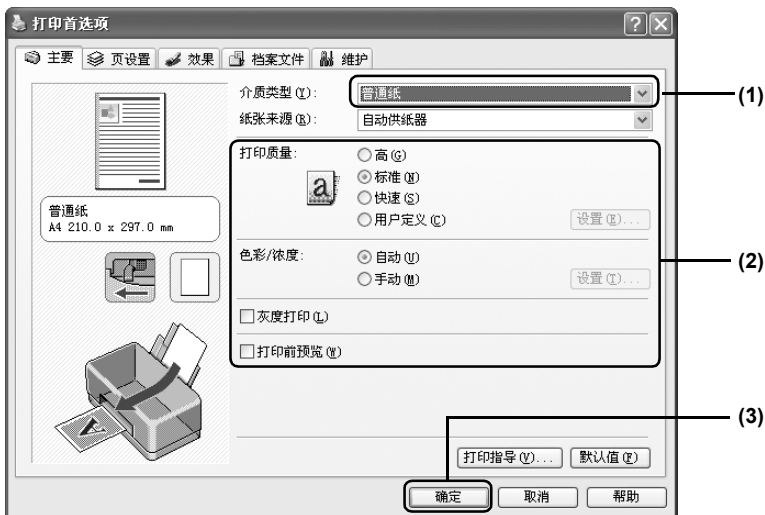 打印首选项
主要 页设置 效果 档案文件 维护
介质类型(Y): 普通纸 (1)
纸张来源(R): 自动供纸器
打印质量: 高(G)
标准(N)
快速(S)
用户定义(C) 设置(E)...
普通纸
A4 210.0 x 297.0 mm
色彩/浓度: 自动(U) (2)
手动(M) 设置(T)...
灰度打印(L)
打印前预览(W)
(3)
打印指导(V)... 默认值(F)
确定 取消 帮助